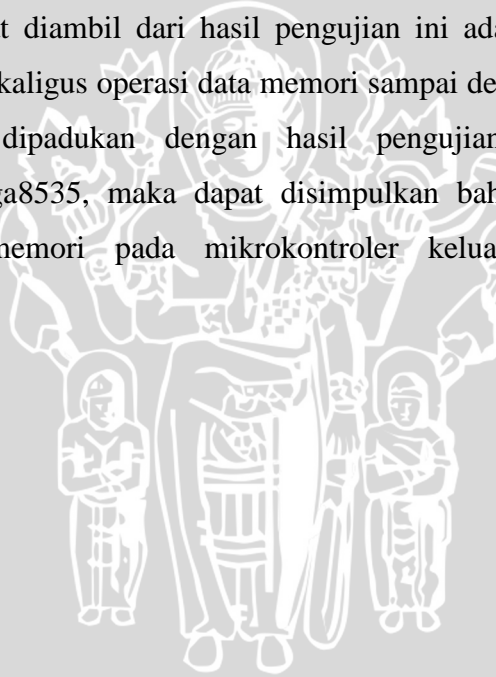 t diambil dari hasil pengujian ini ada
kaligus operasi data memori sampai de
dipadukan dengan hasil pengujian
ga8535, maka dapat disimpulkan bah
memori pada mikrokontroler kelua